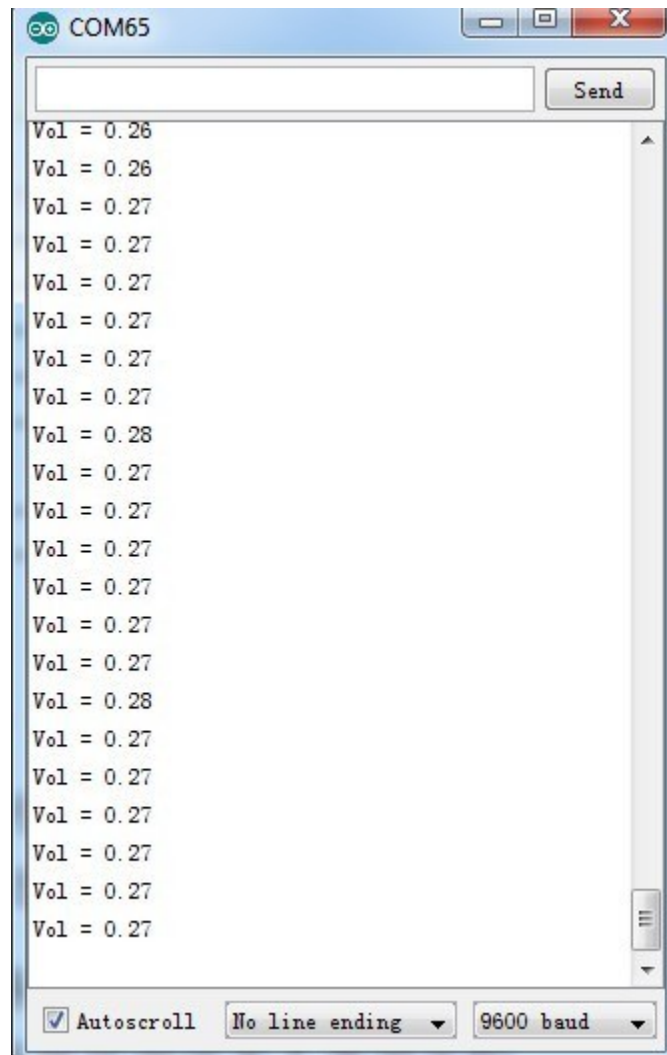 COM65
Send
Vol = 0.26
Vol = 0.26
Vol = 0.27
Vol = 0.27
Vol = 0.27
Vol = 0.27
Vol = 0.27
Vol = 0.27
Vol = 0.28
Vol = 0.27
Vol = 0.27
Vol = 0.27
Vol = 0.27
Vol = 0.27
Vol = 0.27
Vol = 0.28
Vol = 0.27
Vol = 0.27
Vol = 0.27
Vol = 0.27
Vol = 0.27
Vol = 0.27
Autoscroll No line ending 9600 baud